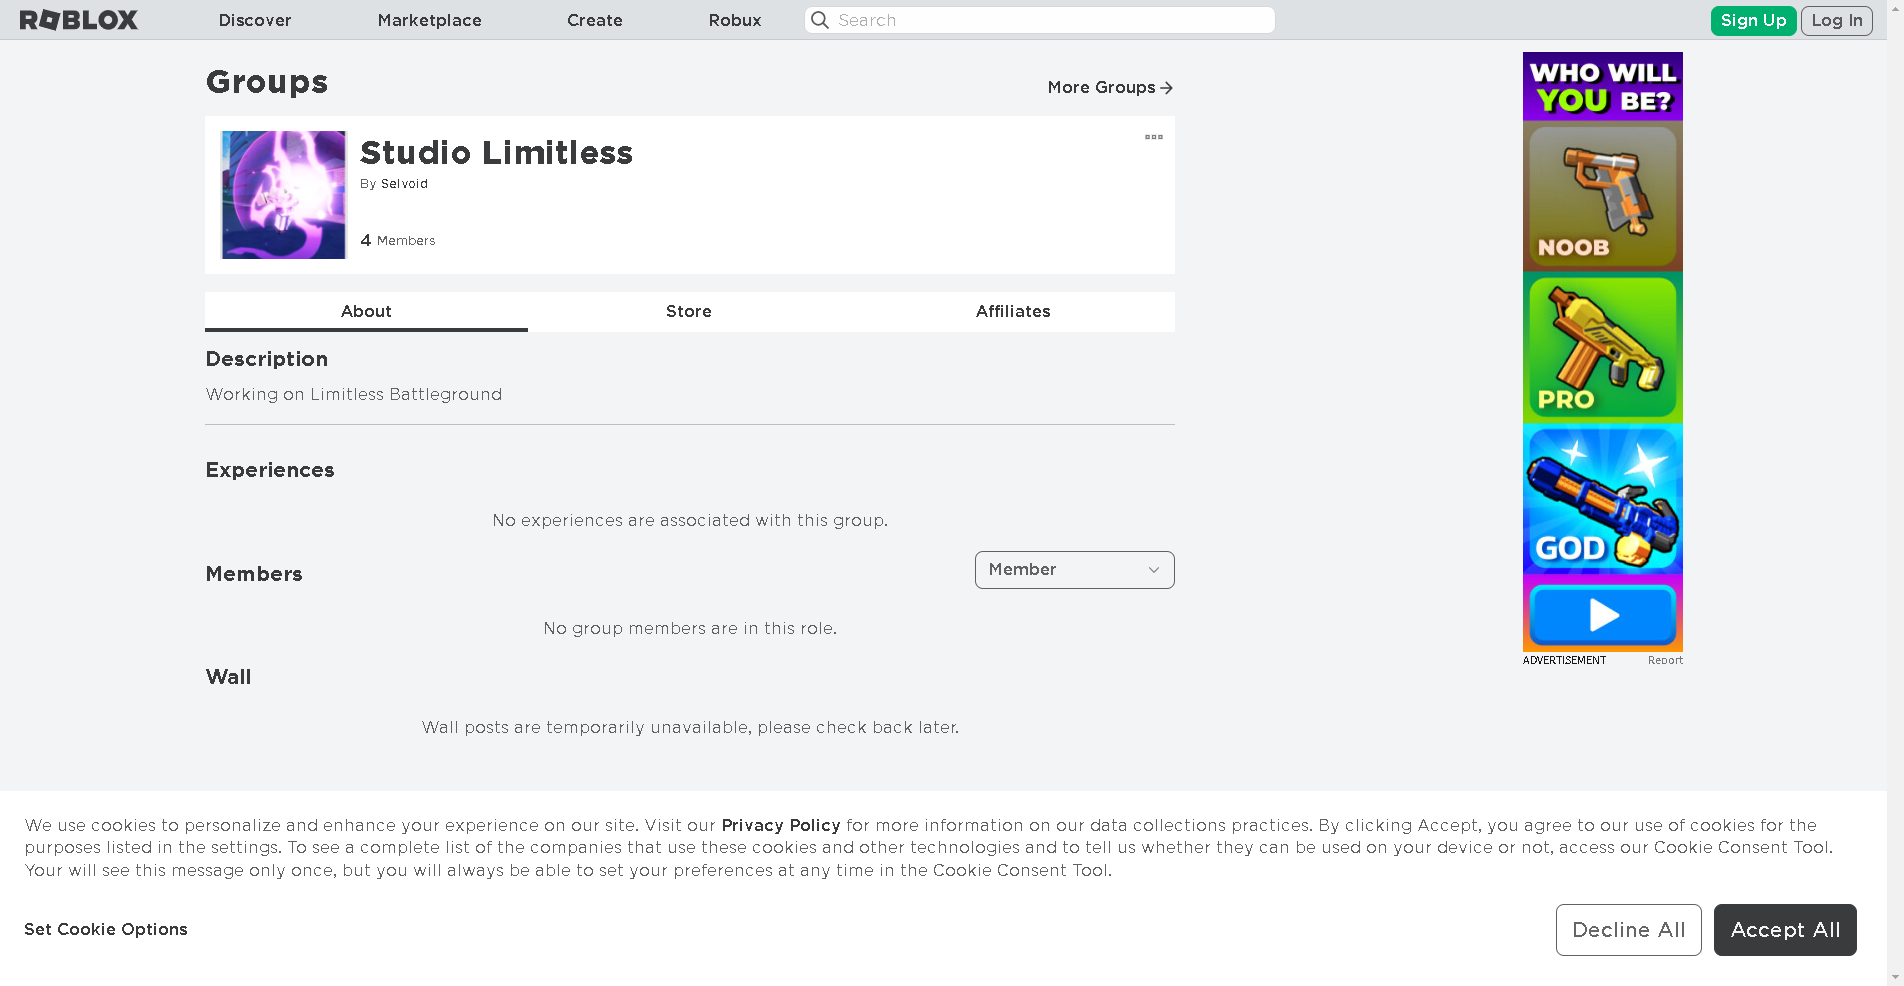 ROBLOX
Discover
Marketplace
Create
Robux
Search
Sign Up
Log In
Groups
More Groups
Studio Limitless
By Selvoid
4 Members
About
Store
Affiliates
Description
Working on Limitless Battleground
Experiences
No experiences are associated with this group.
Members
Member
No group members are in this role.
Wall
Wall posts are temporarily unavailable, please check back later.
WHO WILL
YOU BE?
NOOB
PRO
GOD
ADVERTISEMENT
Report
We use cookies to personalize and enhance your experience on our site. Visit our Privacy Policy for more information on our data collections practices. By clicking Accept, you agree to our use of cookies for the
purposes listed in the settings. To see a complete list of the companies that use these cookies and other technologies and to tell us whether they can be used on your device or not, access our Cookie Consent Tool.
Your will see this message only once, but you will always be able to set your preferences at any time in the Cookie Consent Tool.
Set Cookie Options
Decline All
Accept All